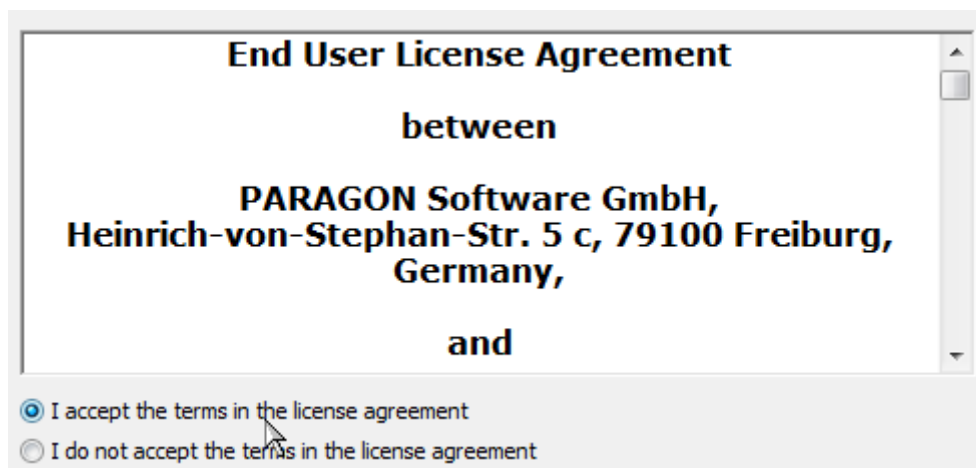 End User License Agreement
between
PARAGON Software GmbH,
Heinrich-von-Stephan-Str. 5 c, 79100 Freiburg,
Germany,
and
I accept the terms in the license agreement
I do not accept the terms in the license agreement